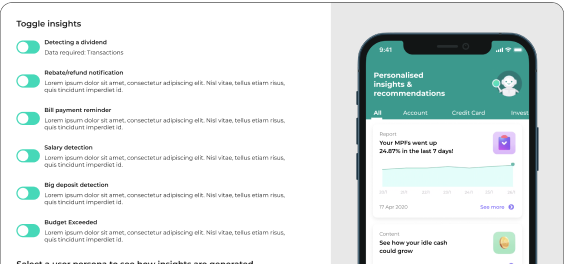 Toggle insights
Detecting a dividend
Data required: Transactions
Rebate/refund notification
Lorem ipsum dolor sit amet, consectetur adipiscing elit. Nisl vitae, tellus etiam risus,
quis tincidunt imperdiet id.
Bill payment reminder
Lorem ipsum dolor sit amet, consectetur adipiscing elit. Nisl vitae, tellus etiam risus,
quis tincidunt imperdiet id.
Salary detection
Lorem ipsum dolor sit amet, consectetur adipiscing elit. Nisl vitae, tellus etiam risus,
quis tincidunt imperdiet id.
Big deposit detection
Lorem ipsum dolor sit amet, consectetur adipiscing elit. Nisl vitae, tellus etiam risus,
quis tincidunt imperdiet id.
Budget Exceeded
Lorem ipsum dolor sit amet, consectetur adipiscing elit. Nisl vitae, tellus etiam risus,
quis tincidunt imperdiet id.
Select a user persona to see how insights are generated
9:41
Personalised
insights &
recommendations
All Account Credit Card Invest
Report
Your MPFs went up
24.87% in the last 7 days!
17 Apr 2020 See more
Content
See how your idle cash
could grow